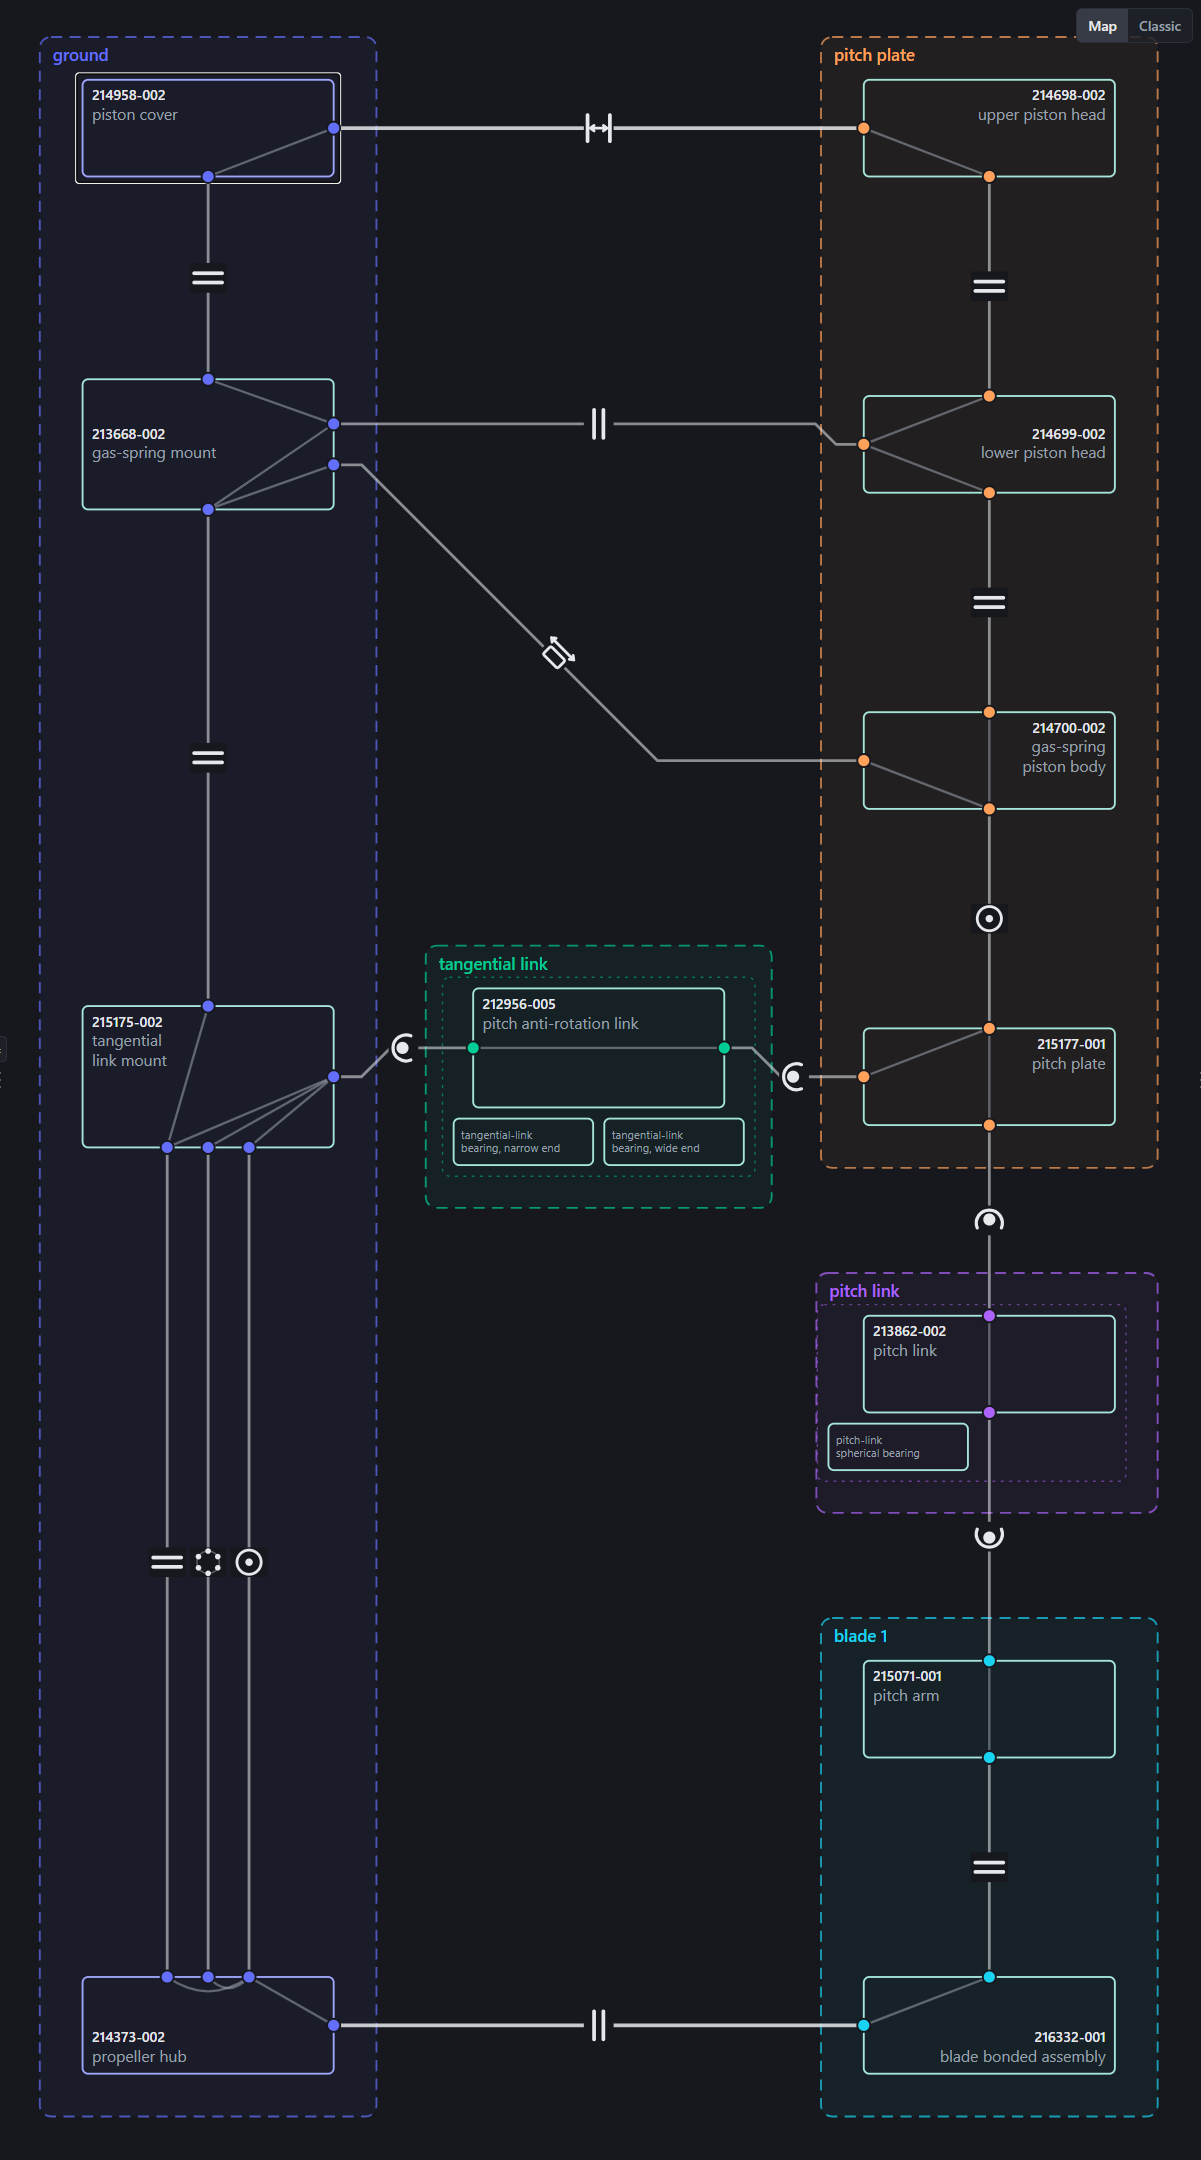 Map
Classic
ground
pitch plate
214958-002
piston cover
214698-002
upper piston head
213668-002
gas-spring mount
214699-002
lower piston head
214700-002
gas-spring
piston body
tangential link
212956-005
pitch anti-rotation link
tangential-link
bearing, narrow end
tangential-link
bearing, wide end
215175-002
tangential
link mount
215177-001
pitch plate
pitch link
213862-002
pitch link
pitch-link
spherical bearing
blade 1
215071-001
pitch arm
214373-002
propeller hub
216332-001
blade bonded assembly